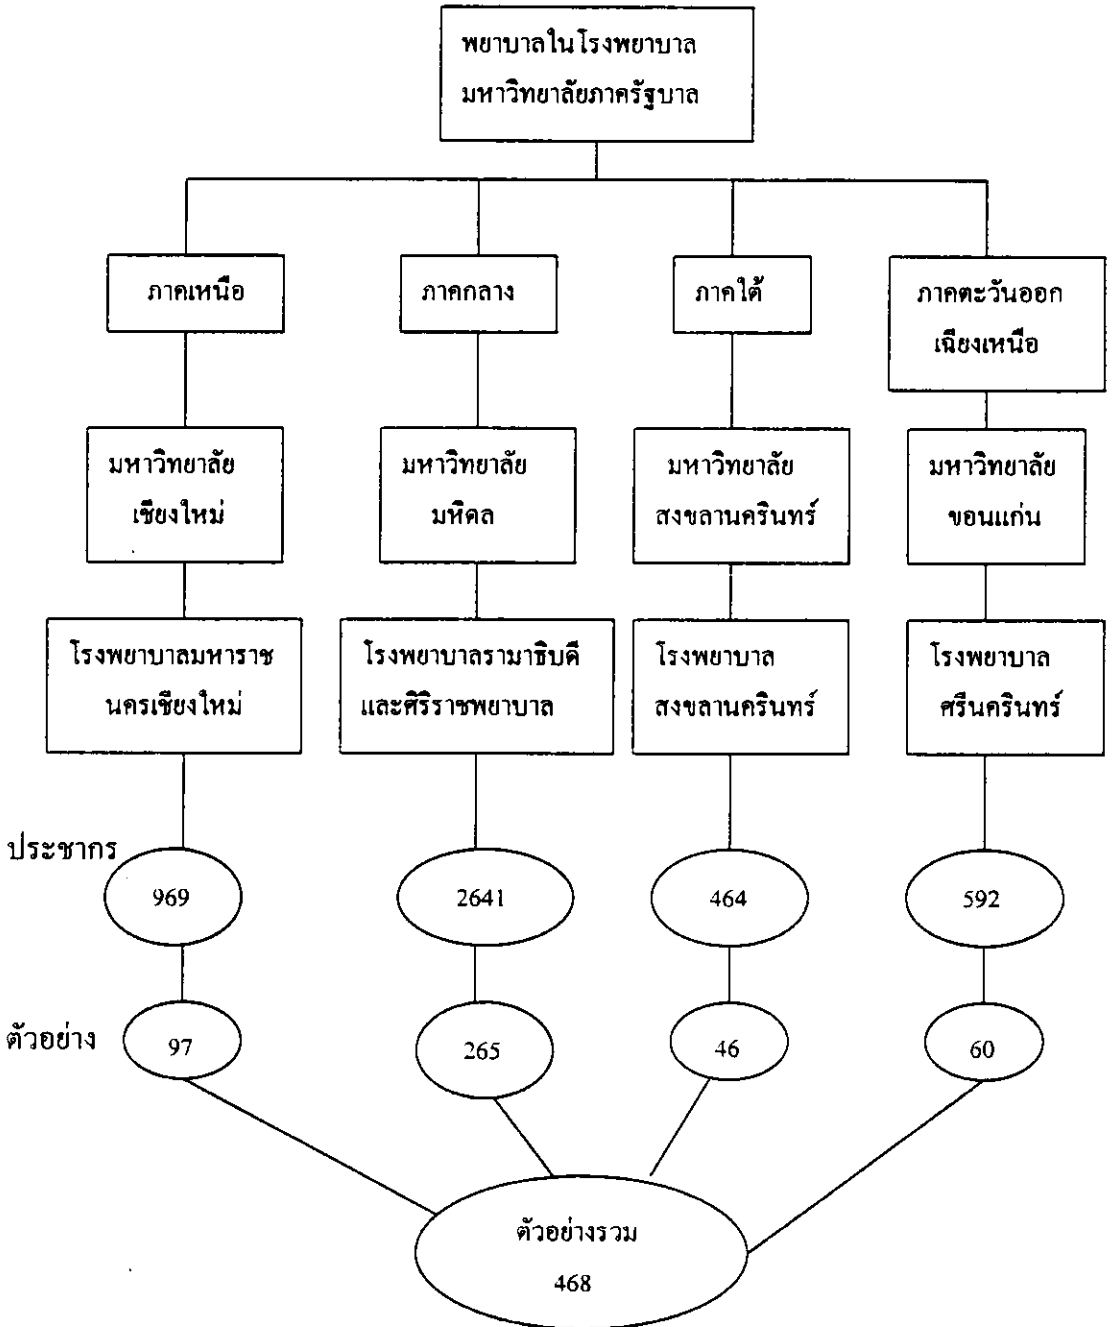 พยาบาลในโรงพยาบาล
มหาวิทยาลัยภาครัฐบาล
ภาคเหนือ
ภาคกลาง
ภาคใต้
ภาคตะวันออก
เฉียงเหนือ
มหาวิทยาลัย
เชียงใหม่
มหาวิทยาลัย
มหิดล
มหาวิทยาลัย
สงขลานครินทร์
มหาวิทยาลัย
ขอนแก่น
โรงพยาบาลมหาราช
นครเชียงใหม่
โรงพยาบาลรามาธิบดี
และศิริราชพยาบาล
โรงพยาบาล
สงขลานครินทร์
โรงพยาบาล
ศรีนครินทร์
ประชากร
969
2641
464
592
ตัวอย่าง
97
265
46
60
ตัวอย่างรวม
468